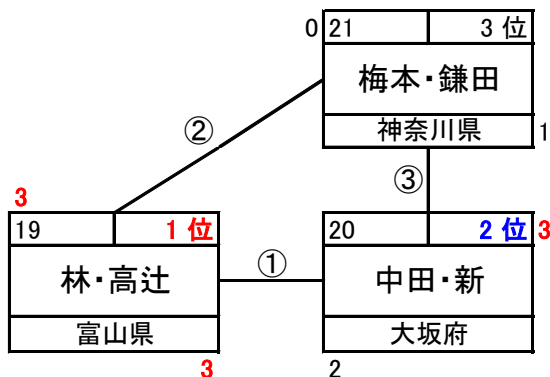 0 21 3 位
梅本・鎌田
神奈川県 1
②
③
3
19 1 位
20 2 位 3
林・高辻
①
中田・新
富山県
大坂府
3
2